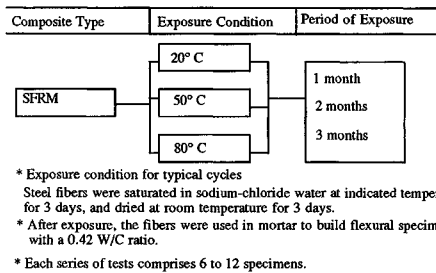 Composite Type Exposure Condition Period of Exposure
20° C
1 month
SFRM 50° C 2 months
3 months
80° C
* Exposure condition for typical cycles
Steel fibers were saturated in sodium-chloride water at indicated tempe
for 3 days, and dried at room temperature for 3 days.
* After exposure, the fibers were used in mortar to build flexural specim
with a 0.42 W/C ratio.
* Each series of tests comprises 6 to 12 specimens.